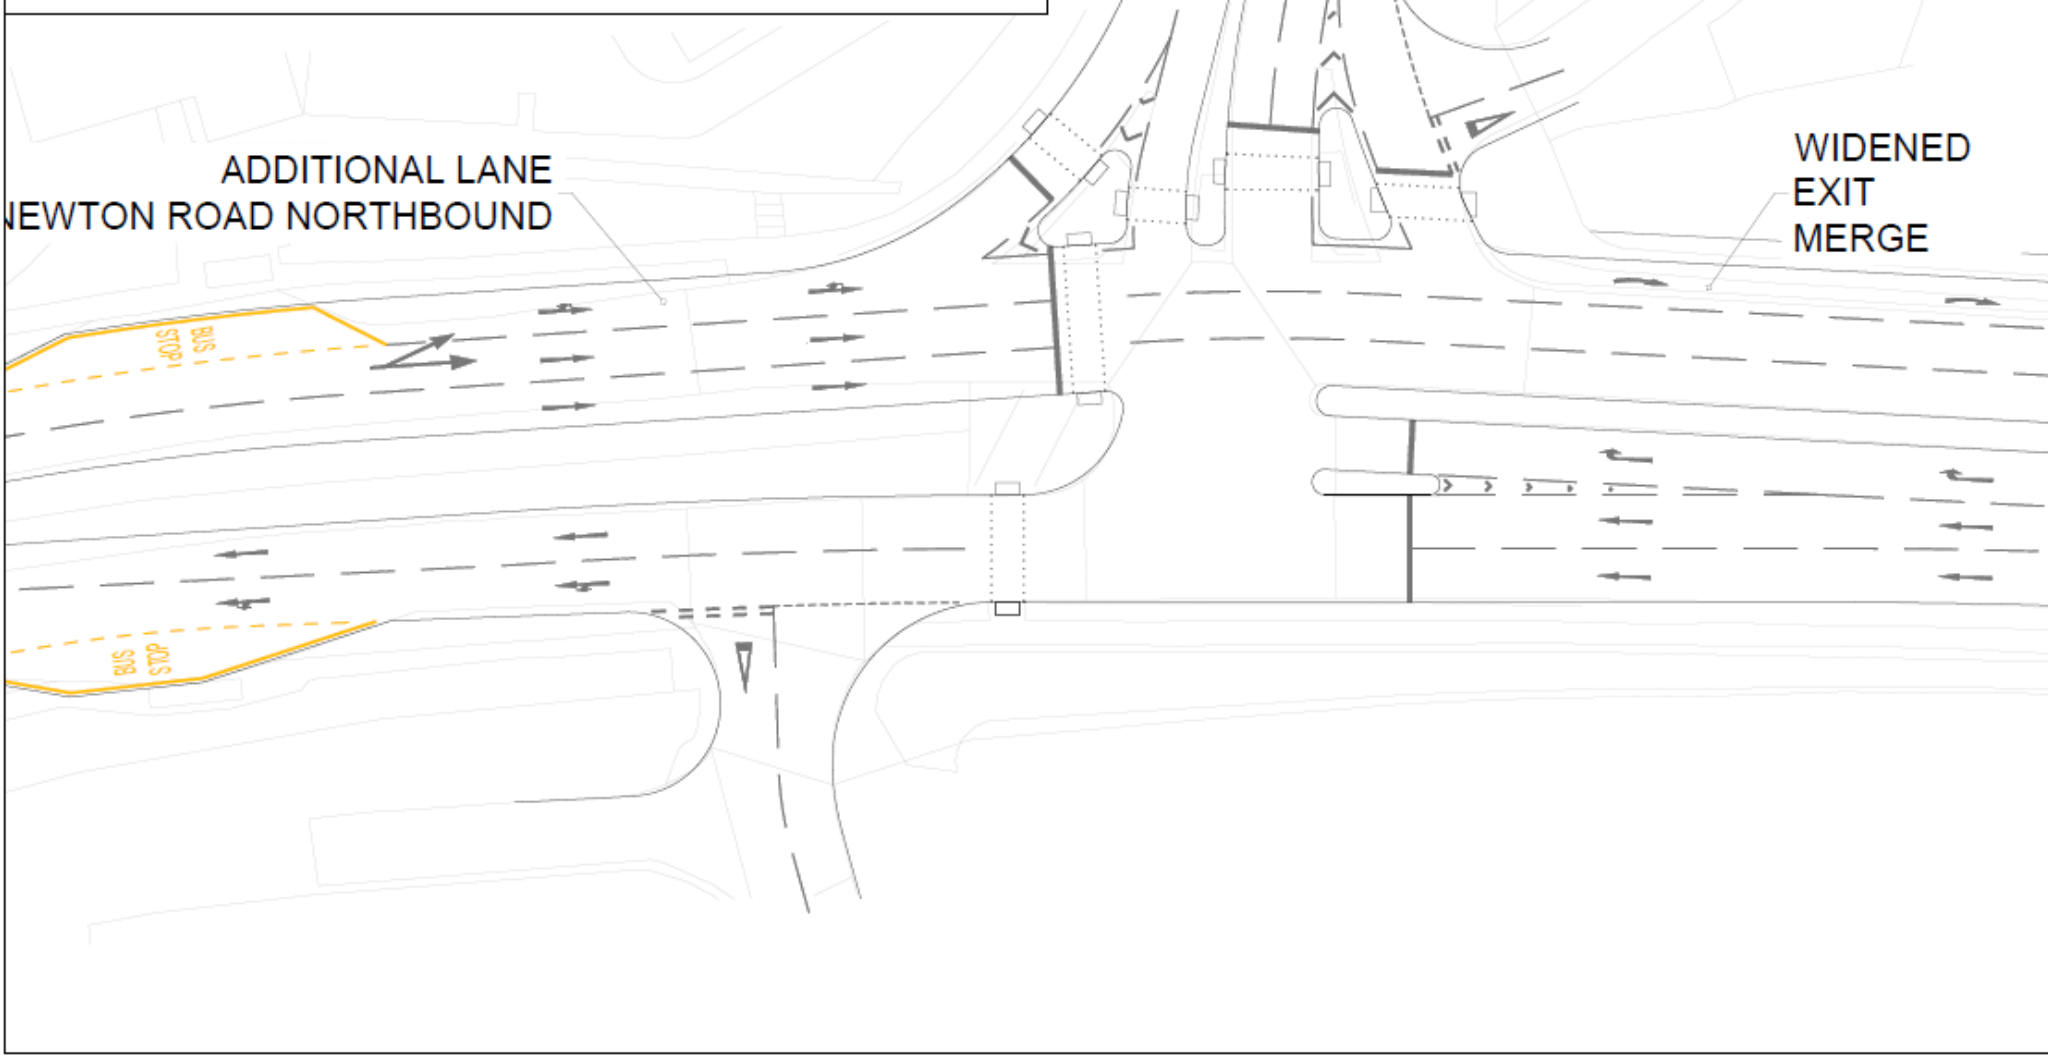 ADDITIONAL LANE
NEWTON ROAD NORTHBOUND
WIDENED
EXIT
MERGE
BUS
STOP
BUS
STOP